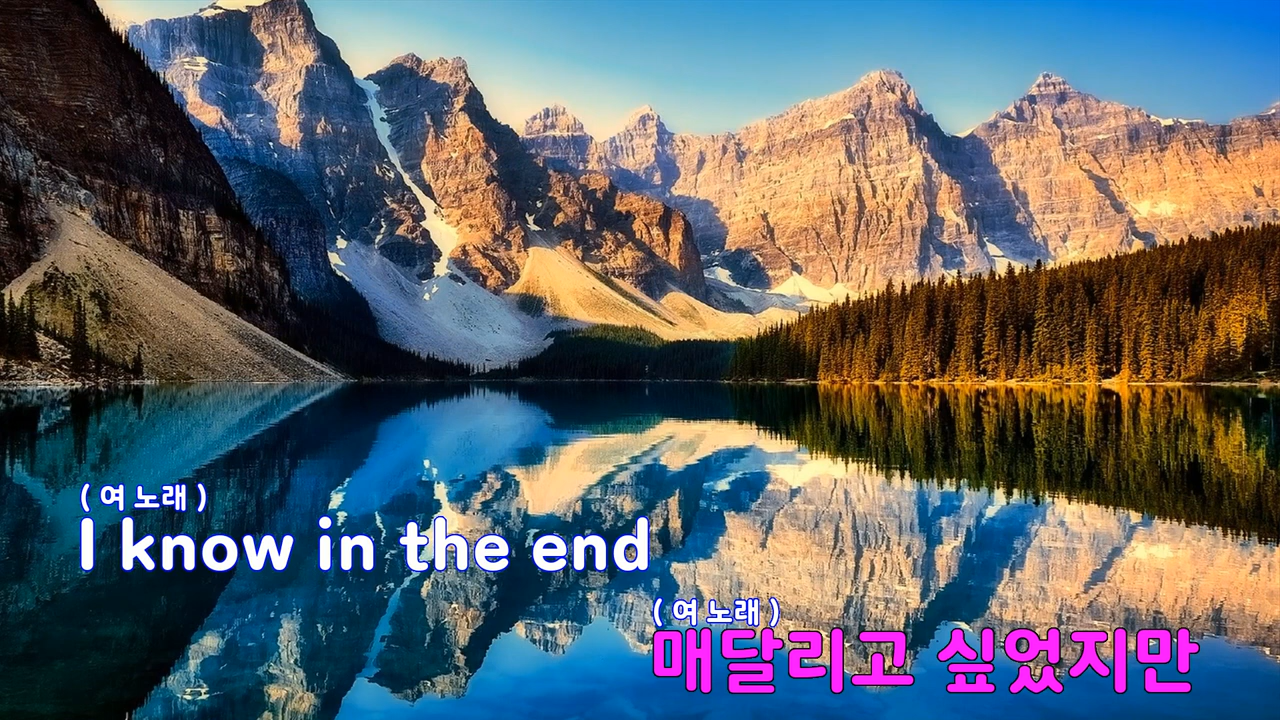 ( 여 노래 )
I know in the end
( 여 노래 )
매달리고 싶었지만